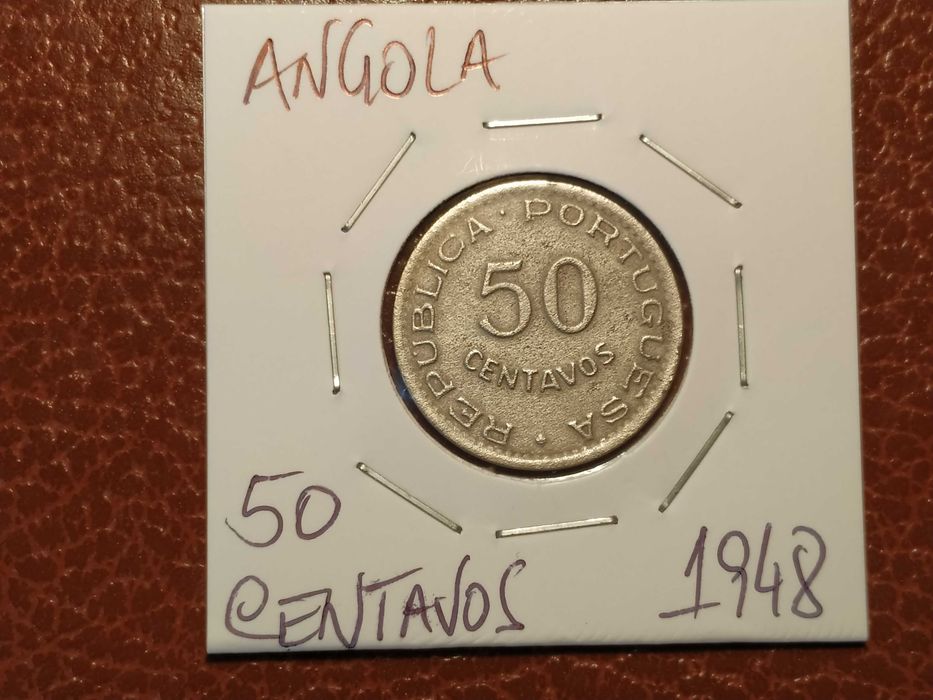 ANGOLA
REPUBLICA · PORTUGUESA ·
50
CENTAVOS
50
CENTAVOS
1948